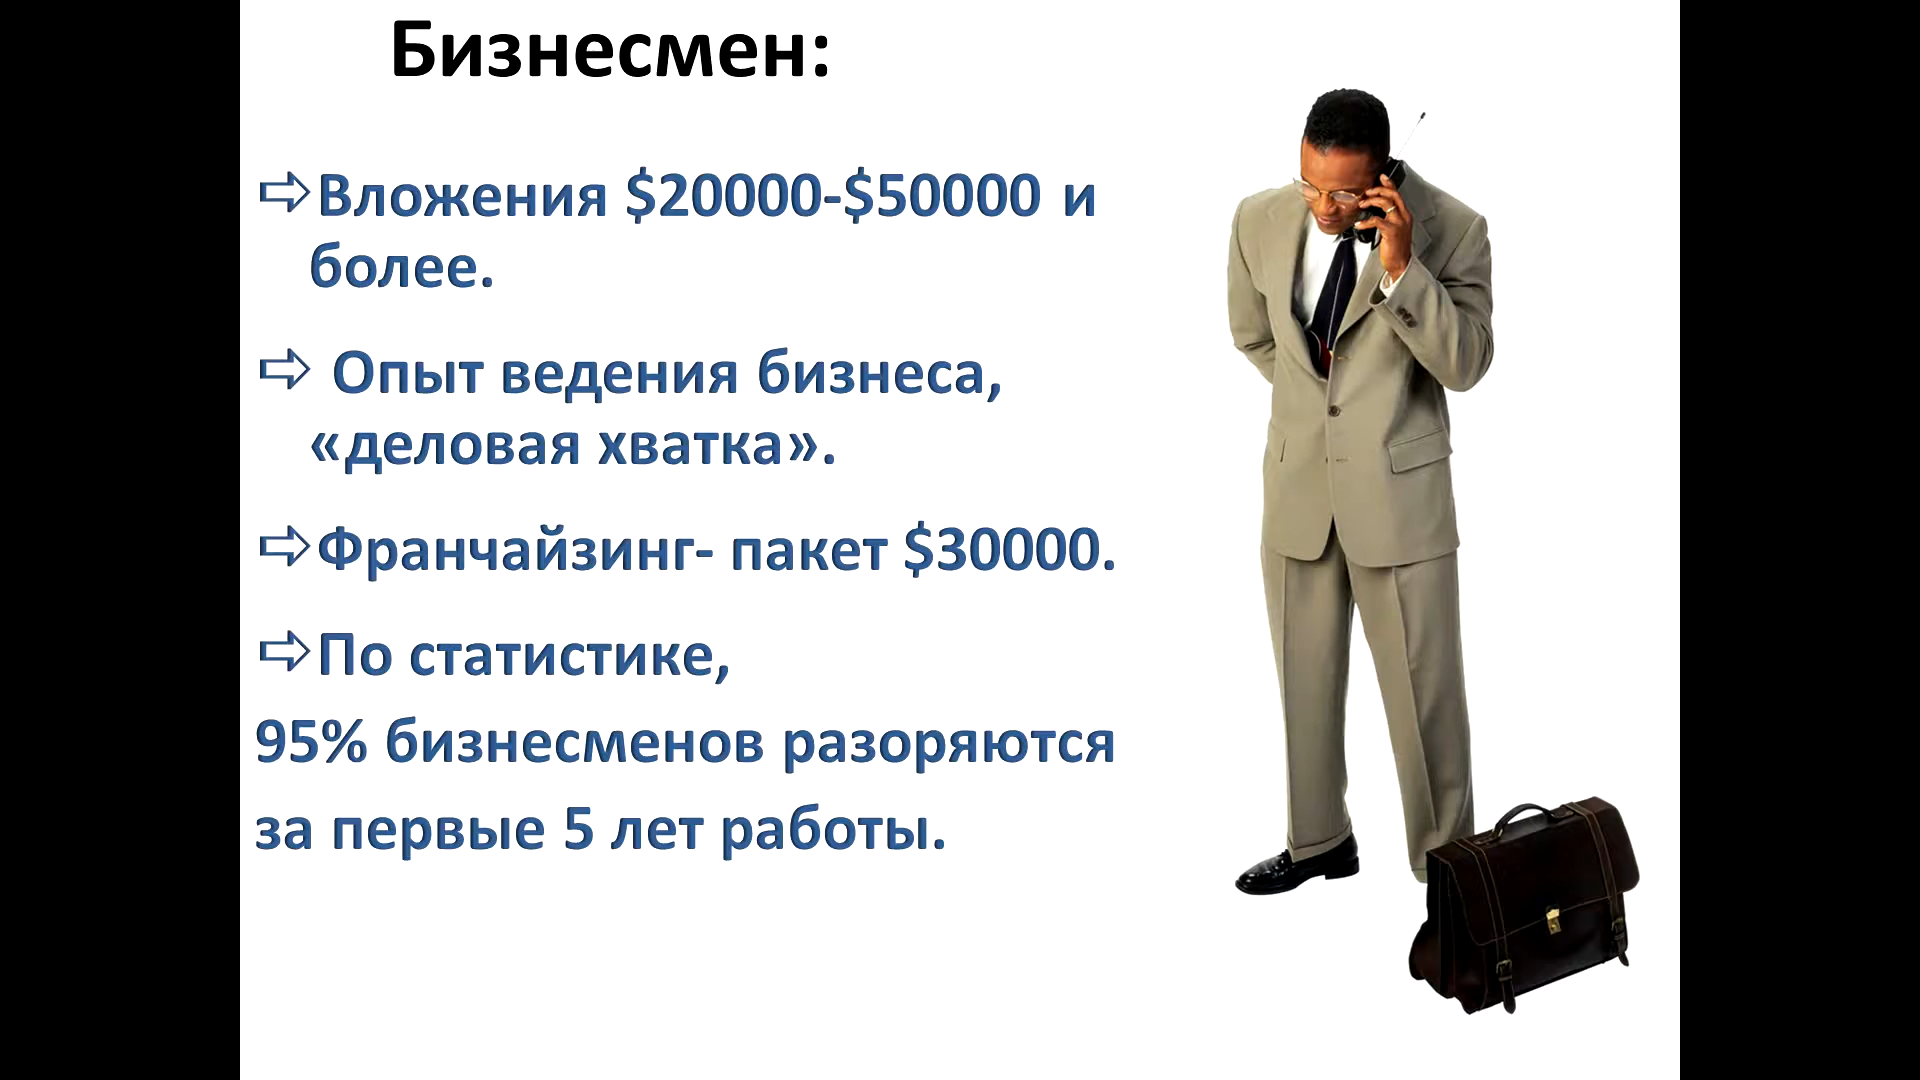 Бизнесмен:
⇨Вложения $20000-$50000 и
более.
⇨ Опыт ведения бизнеса,
«деловая хватка».
⇨Франчайзинг- пакет $30000.
⇨По статистике,
95% бизнесменов разоряются
за первые 5 лет работы.